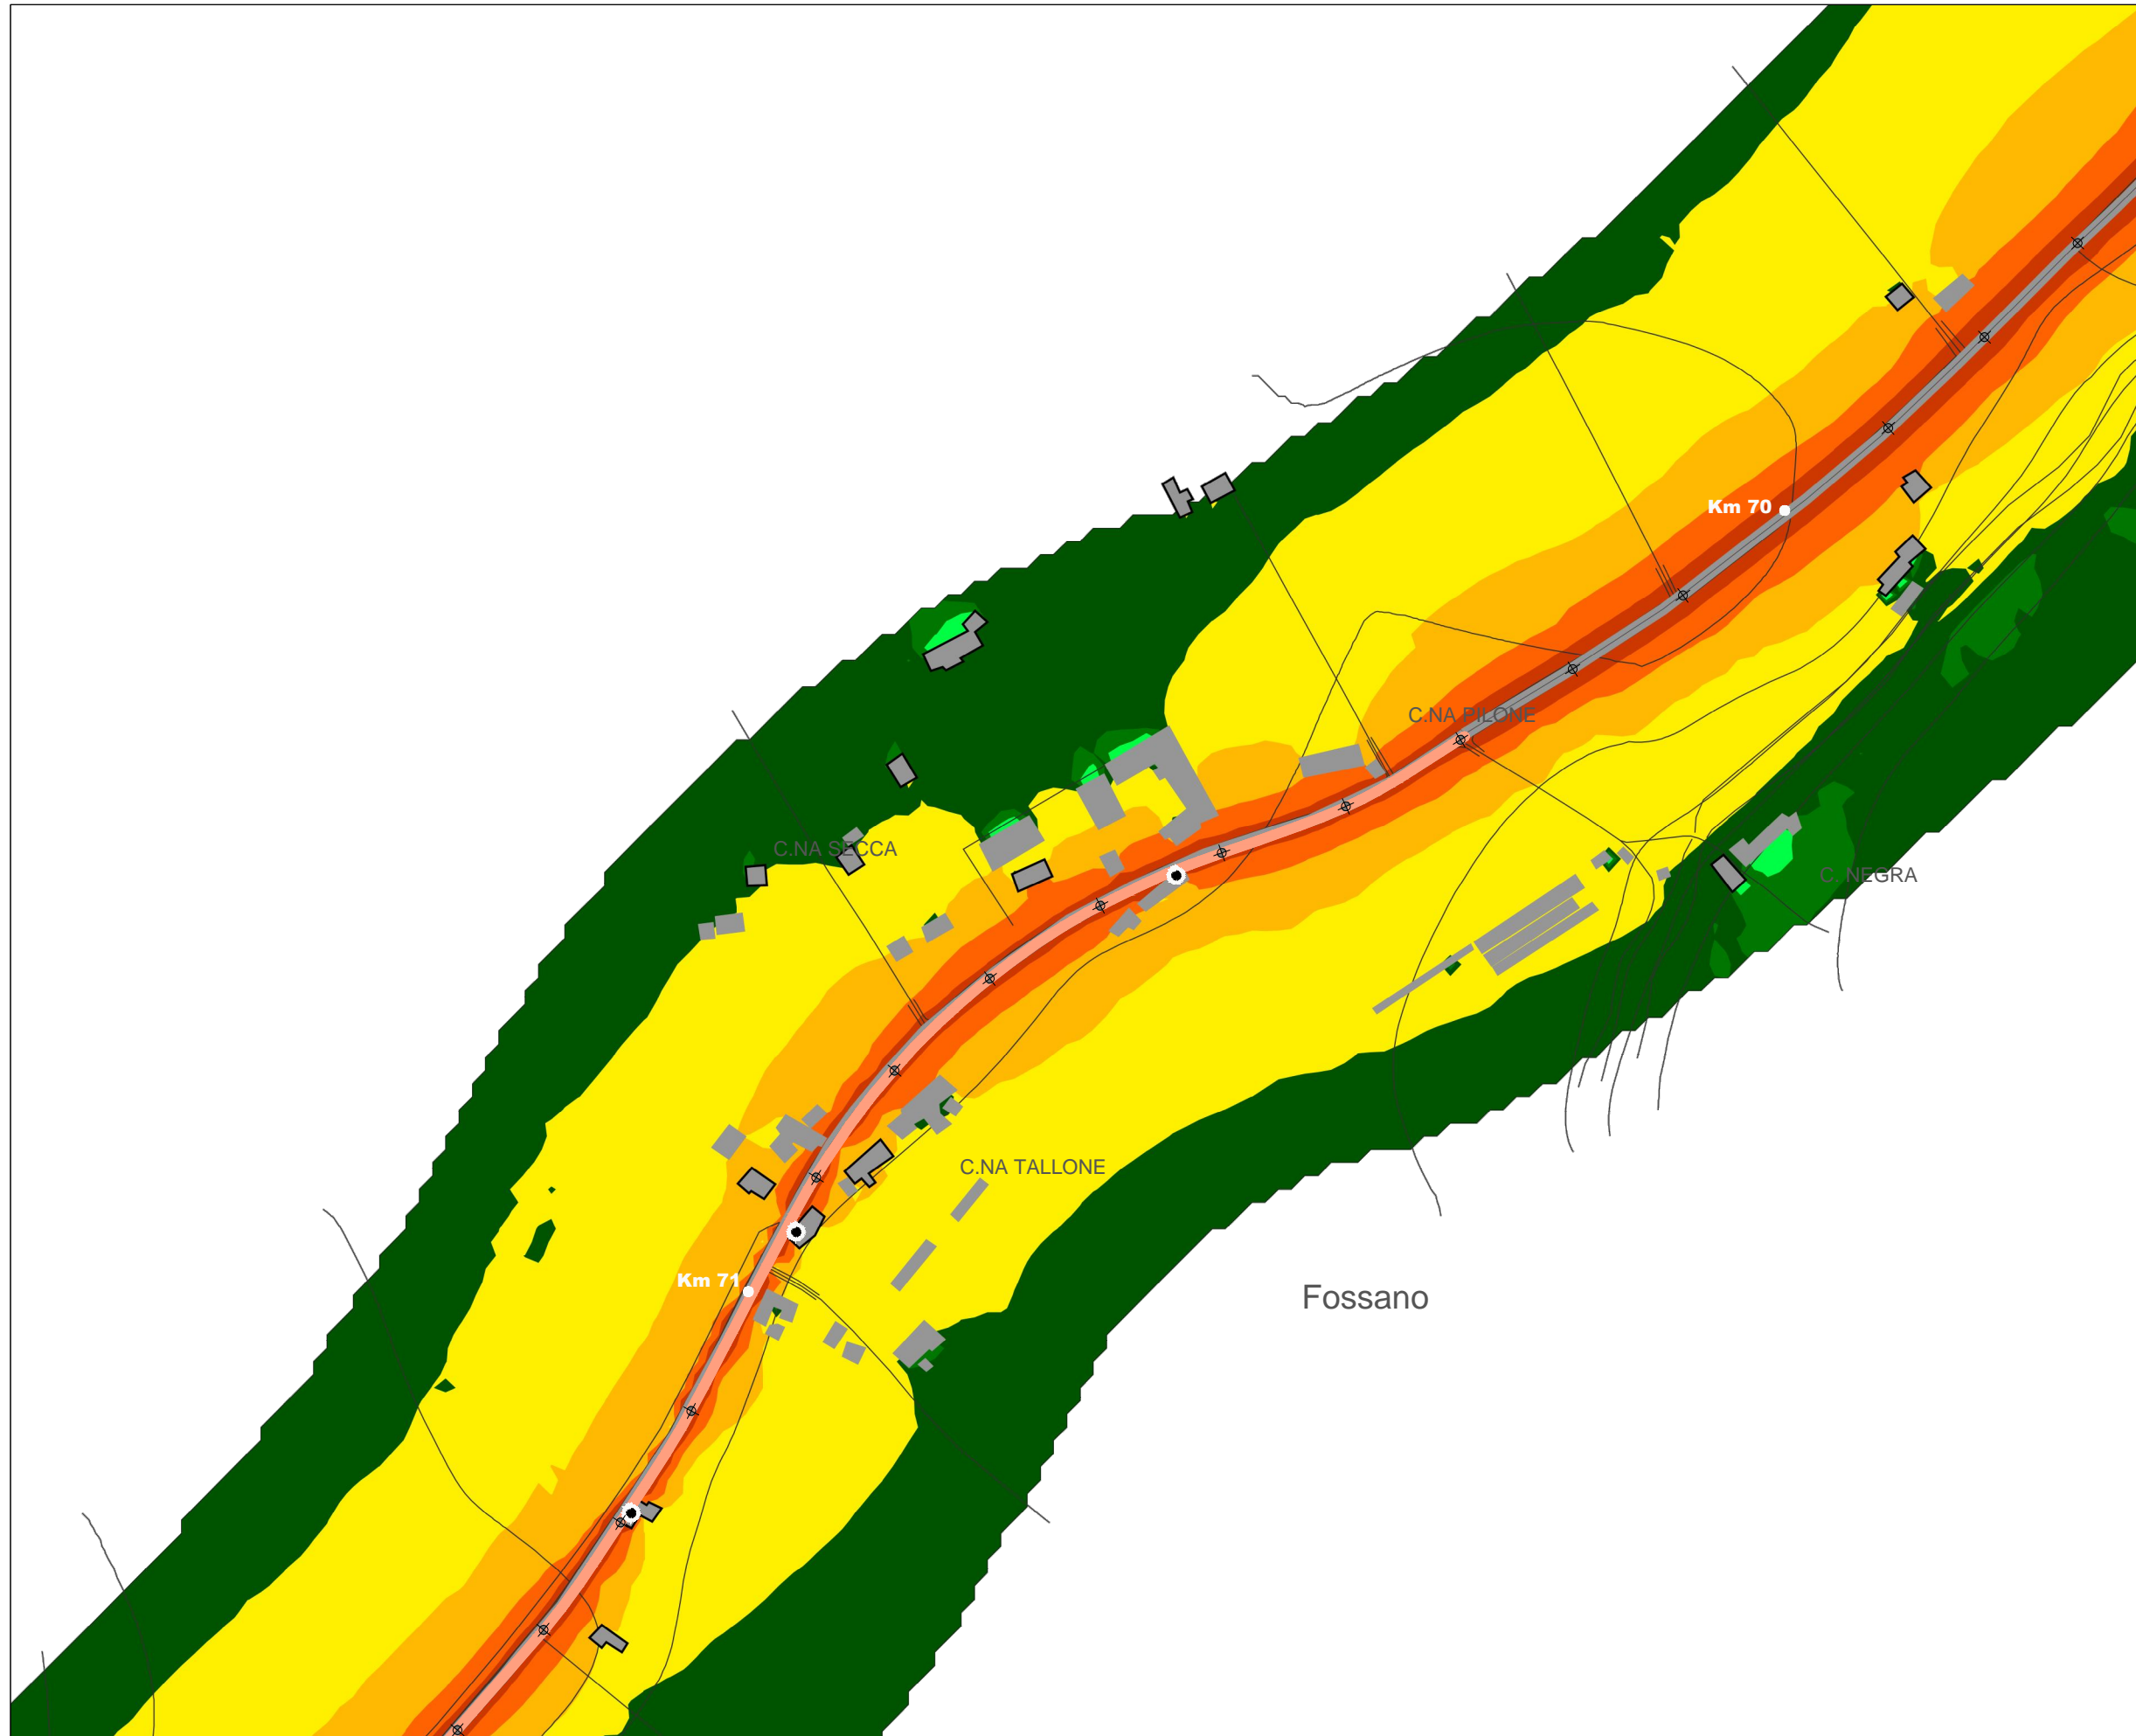 Km 70
C.NA PILONE
C.NA SECCA
C. NEGRA
C.NA TALLONE
Km 71
Fossano